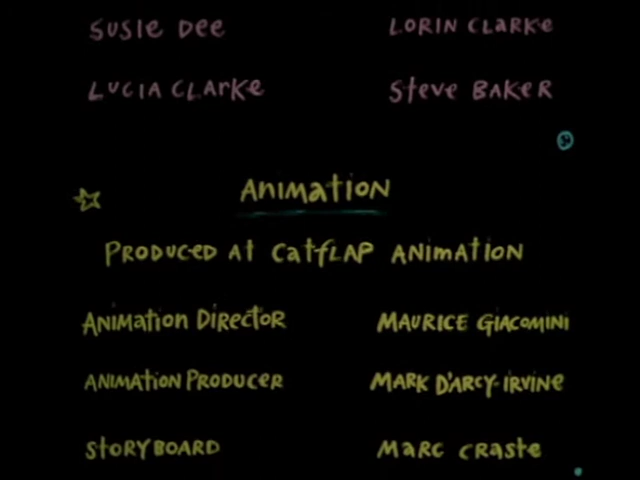 Susie Dee Lorin Clarke
Lucia Clarke Steve Baker
Animation
Produced at Catflap Animation
Animation Director Maurice Giacomini
Animation Producer Mark D'Arcy-Irvine
Storyboard Marc Craste